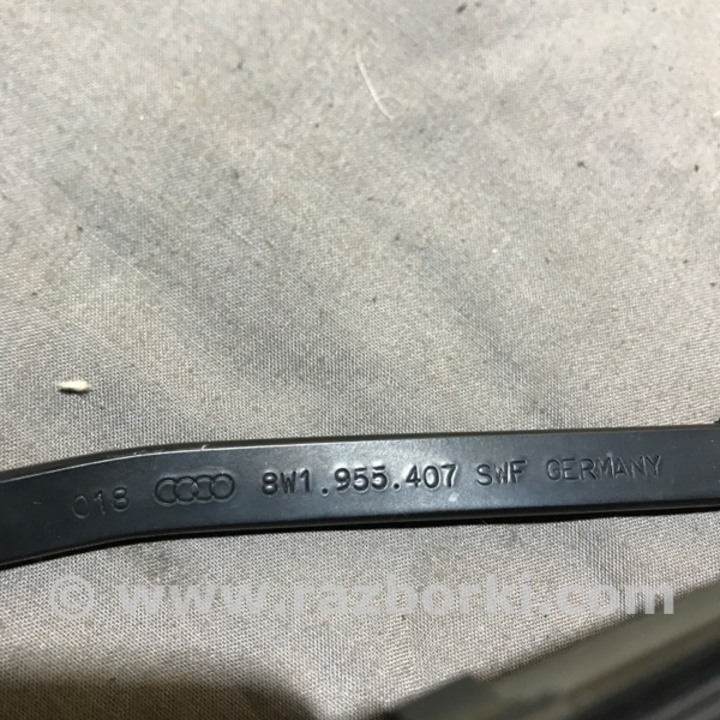 018 8W1.955.407 SWF GERMANY
© www.razborki.com